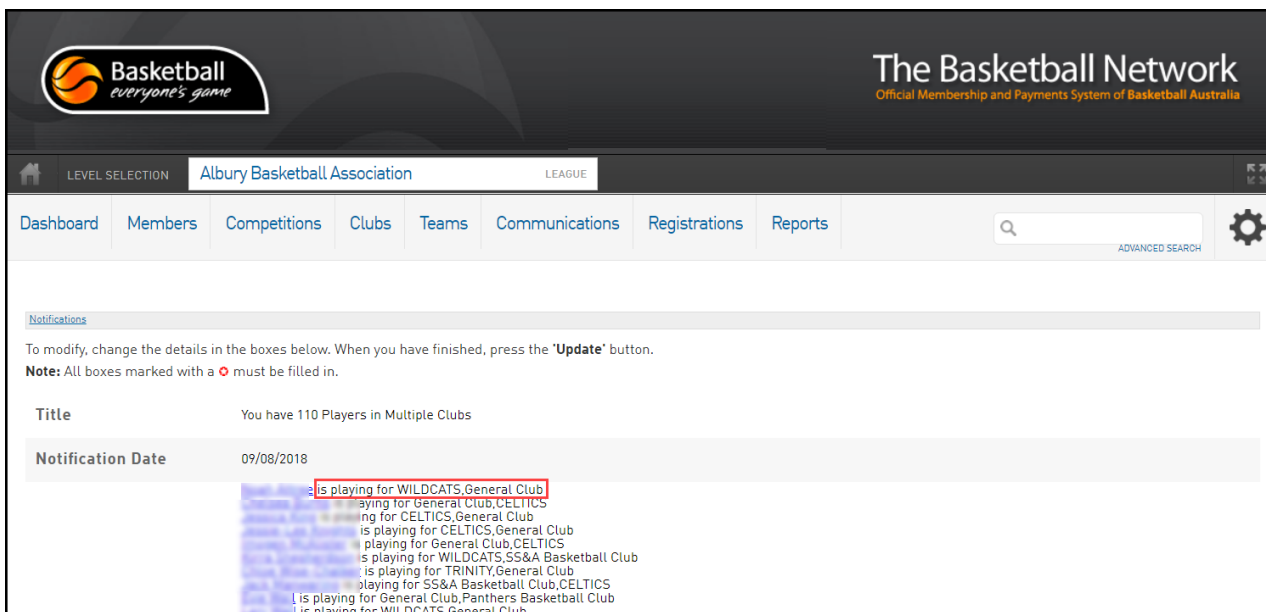 Basketball
everyone's game
The Basketball Network
Official Membership and Payments System of Basketball Australia
LEVEL SELECTION Albury Basketball Association LEAGUE
Dashboard Members Competitions Clubs Teams Communications Registrations Reports
ADVANCED SEARCH
Notifications
To modify, change the details in the boxes below. When you have finished, press the 'Update' button.
Note: All boxes marked with a must be filled in.
Title You have 110 Players in Multiple Clubs
Notification Date 09/08/2018
is playing for WILDCATS,General Club
playing for General Club,CELTICS
playing for CELTICS,General Club
is playing for CELTICS,General Club
playing for General Club,CELTICS
is playing for WILDCATS,SS&A Basketball Club
is playing for TRINITY,General Club
playing for SS&A Basketball Club,CELTICS
is playing for General Club,Panthers Basketball Club
is playing for WILDCATS,General Club